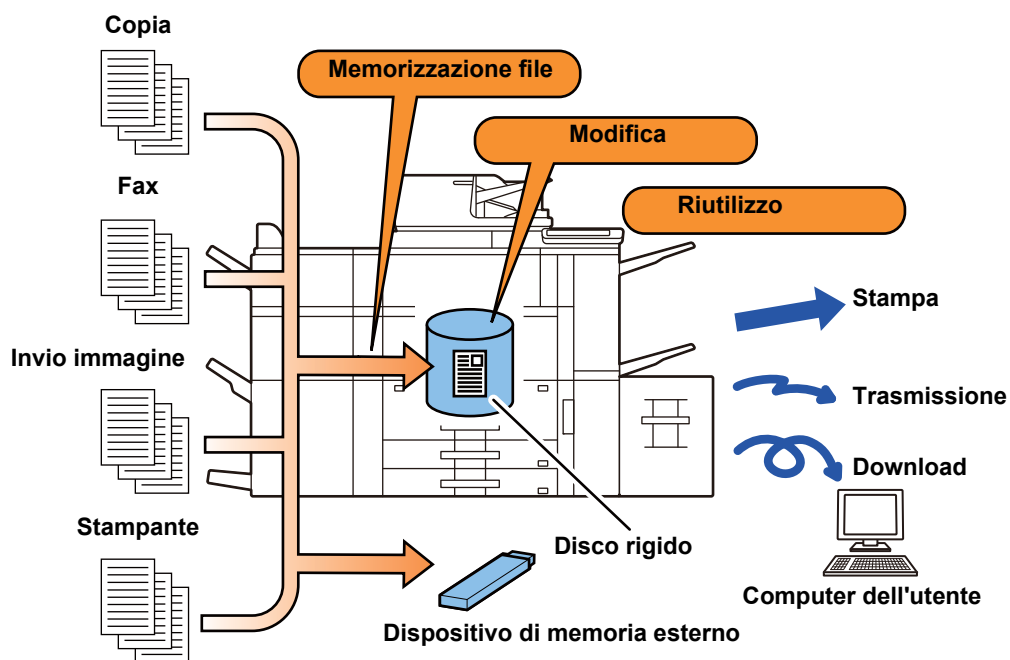 Copia
Memorizzazione file
Modifica
Fax
Riutilizzo
Stampa
Invio immagine
Trasmissione
Download
Stampante
Disco rigido
Computer dell'utente
Dispositivo di memoria esterno